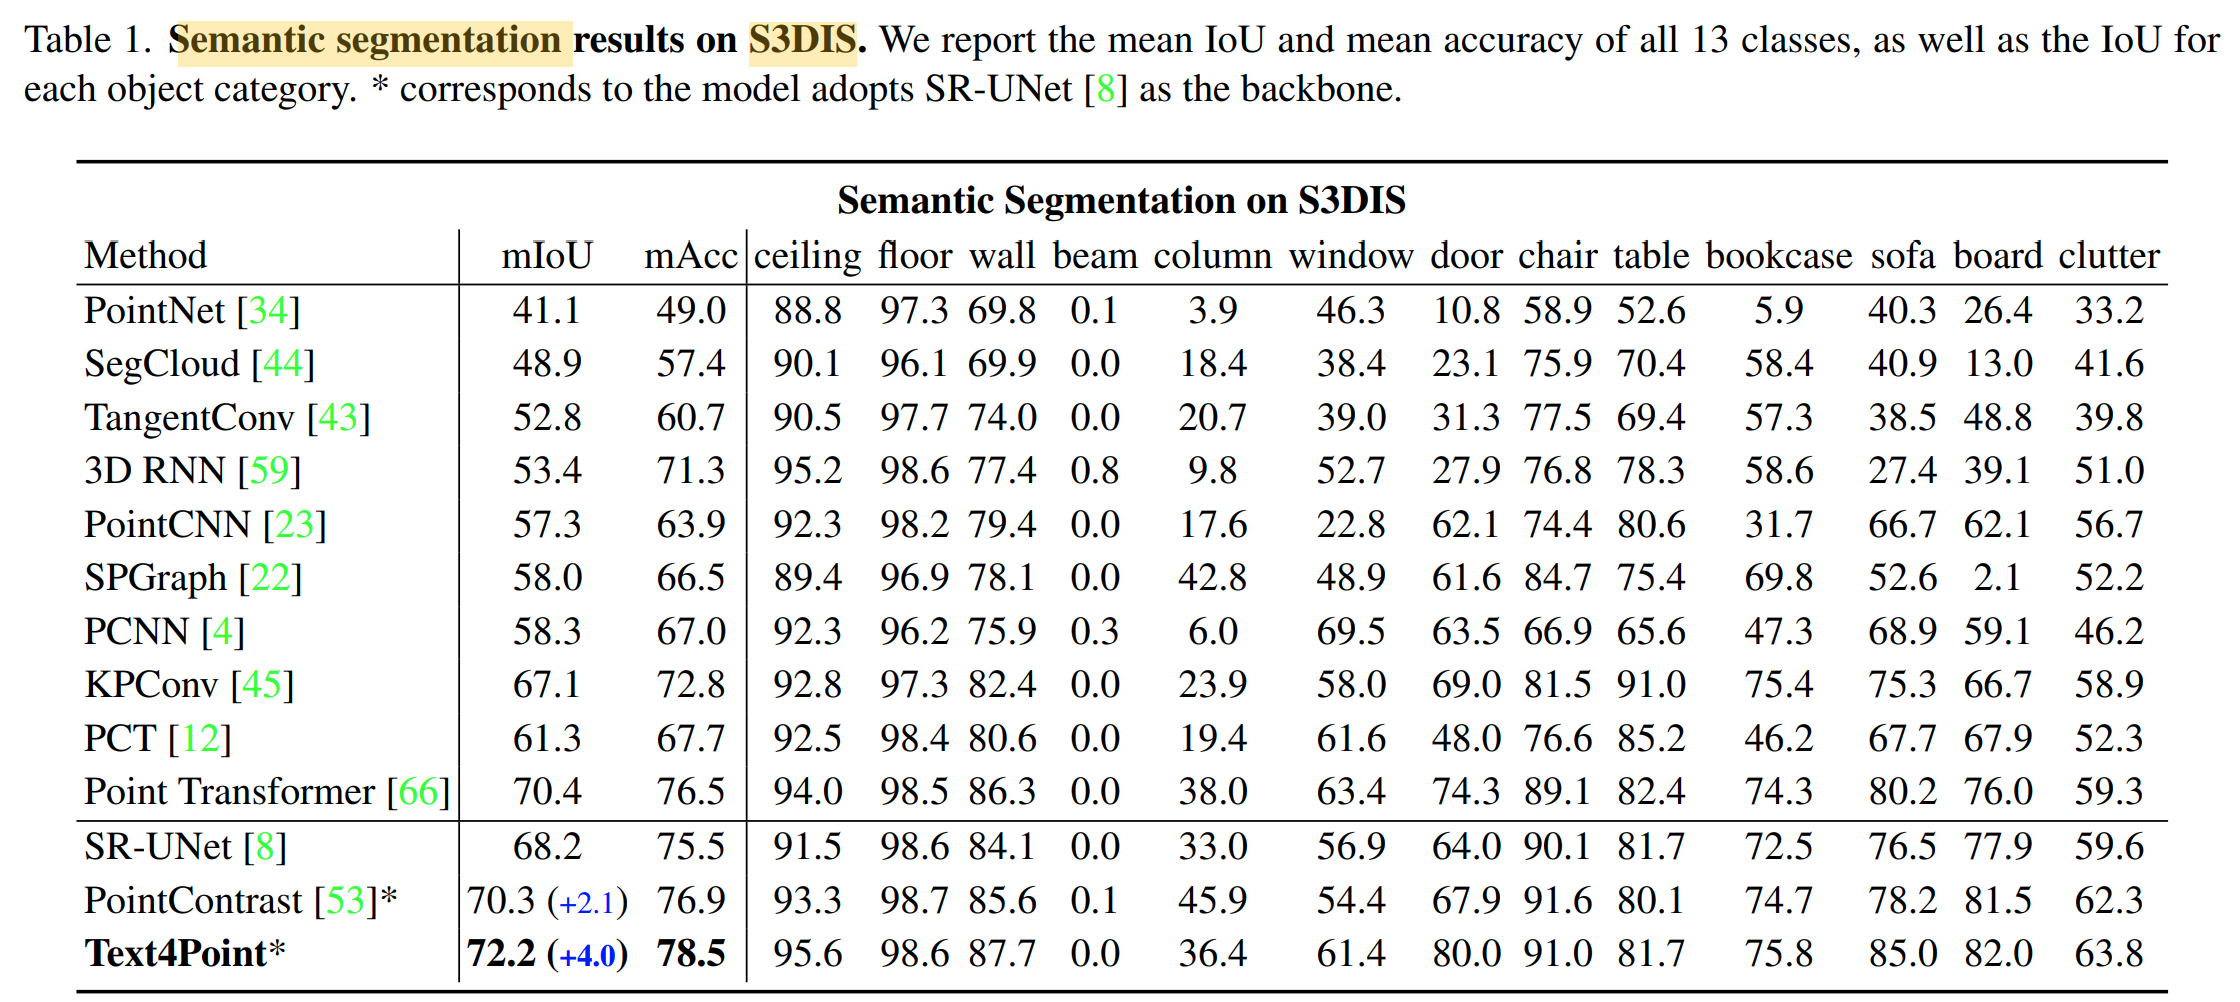 Table 1. Semantic segmentation results on S3DIS. We report the mean IoU and mean accuracy of all 13 classes, as well as the IoU for
each object category. * corresponds to the model adopts SR-UNet [8] as the backbone.
Semantic Segmentation on S3DIS
Method mIoU mAcc ceiling floor wall beam column window door chair table bookcase sofa board clutter
PointNet [34] 41.1 49.0 88.8 97.3 69.8 0.1 3.9 46.3 10.8 58.9 52.6 5.9 40.3 26.4 33.2
SegCloud [44] 48.9 57.4 90.1 96.1 69.9 0.0 18.4 38.4 23.1 75.9 70.4 58.4 40.9 13.0 41.6
TangentConv [43] 52.8 60.7 90.5 97.7 74.0 0.0 20.7 39.0 31.3 77.5 69.4 57.3 38.5 48.8 39.8
3D RNN [59] 53.4 71.3 95.2 98.6 77.4 0.8 9.8 52.7 27.9 76.8 78.3 58.6 27.4 39.1 51.0
PointCNN [23] 57.3 63.9 92.3 98.2 79.4 0.0 17.6 22.8 62.1 74.4 80.6 31.7 66.7 62.1 56.7
SPGraph [22] 58.0 66.5 89.4 96.9 78.1 0.0 42.8 48.9 61.6 84.7 75.4 69.8 52.6 2.1 52.2
PCNN [4] 58.3 67.0 92.3 96.2 75.9 0.3 6.0 69.5 63.5 66.9 65.6 47.3 68.9 59.1 46.2
KPConv [45] 67.1 72.8 92.8 97.3 82.4 0.0 23.9 58.0 69.0 81.5 91.0 75.4 75.3 66.7 58.9
PCT [12] 61.3 67.7 92.5 98.4 80.6 0.0 19.4 61.6 48.0 76.6 85.2 46.2 67.7 67.9 52.3
Point Transformer [66] 70.4 76.5 94.0 98.5 86.3 0.0 38.0 63.4 74.3 89.1 82.4 74.3 80.2 76.0 59.3
SR-UNet [8] 68.2 75.5 91.5 98.6 84.1 0.0 33.0 56.9 64.0 90.1 81.7 72.5 76.5 77.9 59.6
PointContrast [53]* 70.3 (+2.1) 76.9 93.3 98.7 85.6 0.1 45.9 54.4 67.9 91.6 80.1 74.7 78.2 81.5 62.3
Text4Point* 72.2 (+4.0) 78.5 95.6 98.6 87.7 0.0 36.4 61.4 80.0 91.0 81.7 75.8 85.0 82.0 63.8